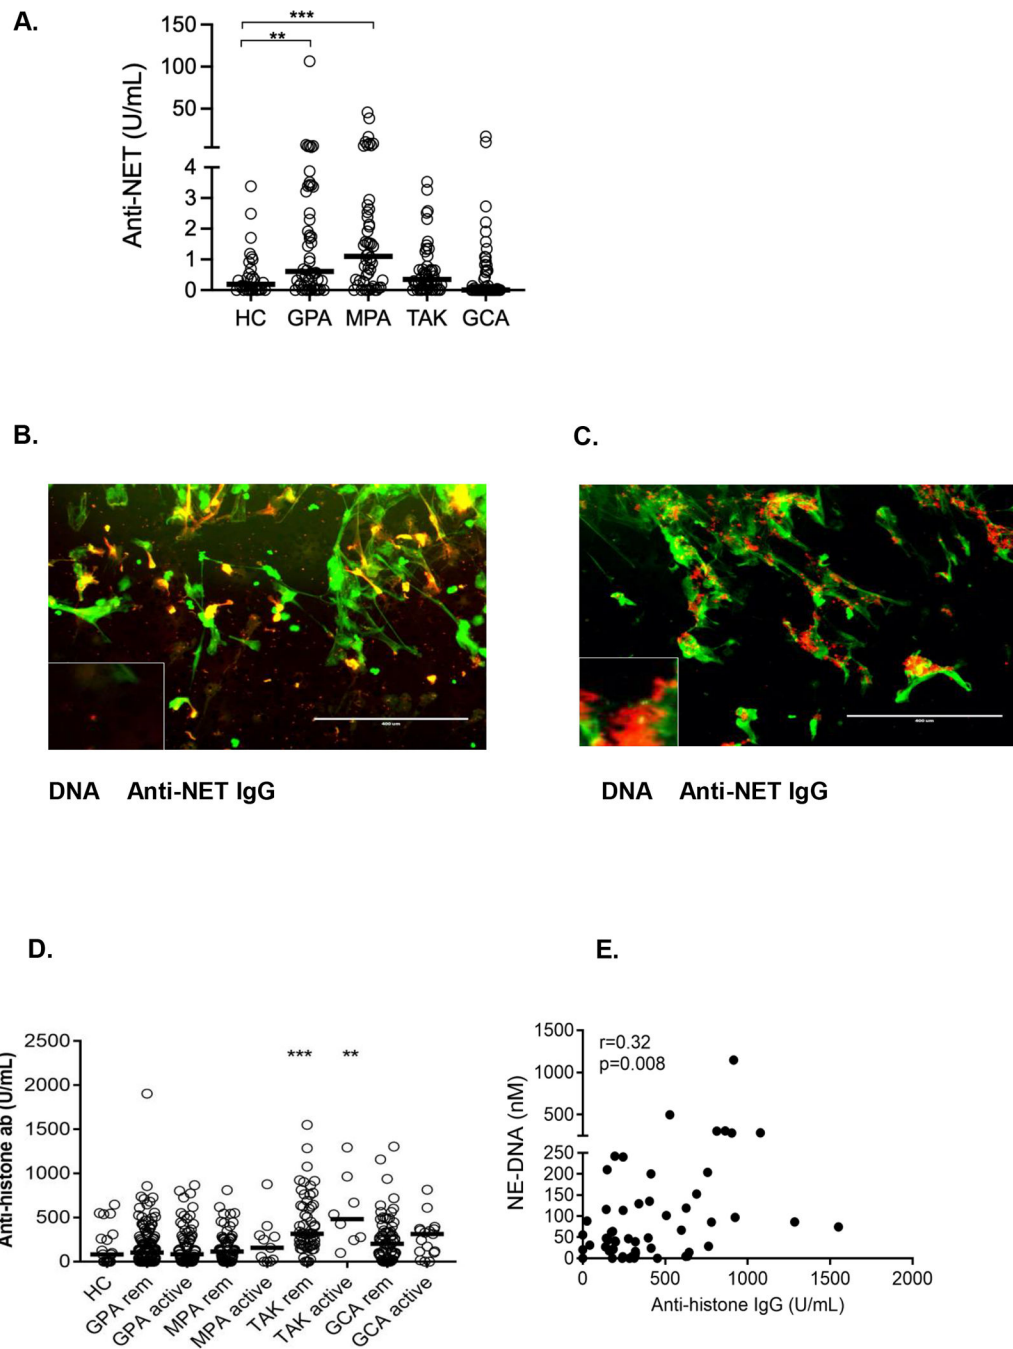 A.
Anti-NET (U/mL)
150
100
50
4
3
2
1
0
***
**
HC GPA MPA TAK GCA
B.
C.
400 um
400 um
DNA Anti-NET IgG
DNA Anti-NET IgG
D.
E.
Anti-histone ab (U/mL)
2500
2000
1500
1000
500
0
*** **
HC
GPA rem
GPA active
MPA rem
MPA active
TAK rem
TAK active
GCA rem
GCA active
NE-DNA (nM)
1500
1000
500
250
200
150
100
50
0
r=0.32
p=0.008
0 500 1000 1500 2000
Anti-histone IgG (U/mL)